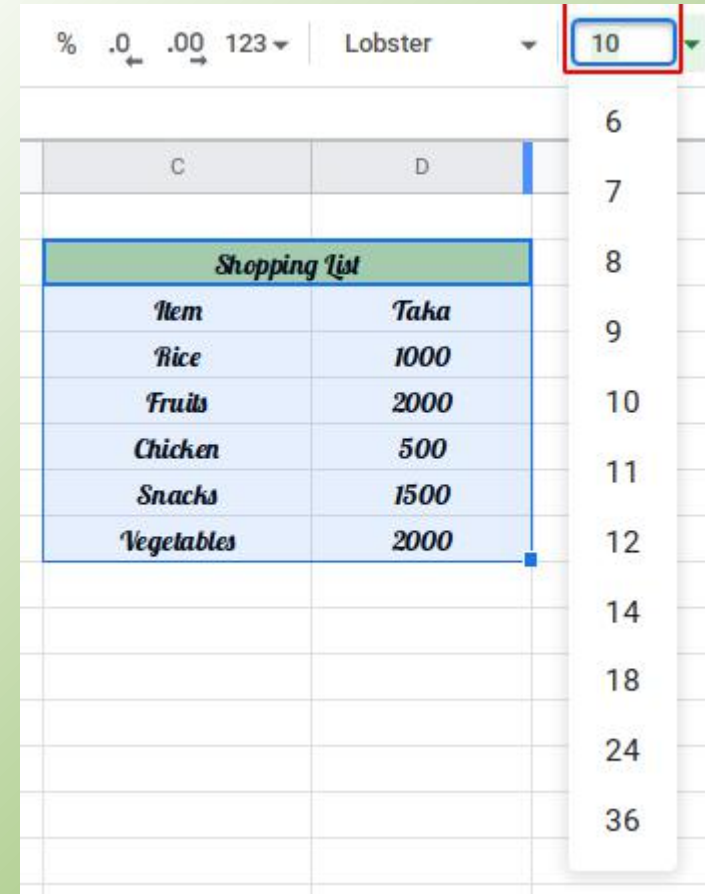 % .0 .00 123 Lobster 10
C D
Shopping List
Item Taka
Rice 1000
Fruits 2000
Chicken 500
Snacks 1500
Vegetables 2000
6
7
8
9
10
11
12
14
18
24
36